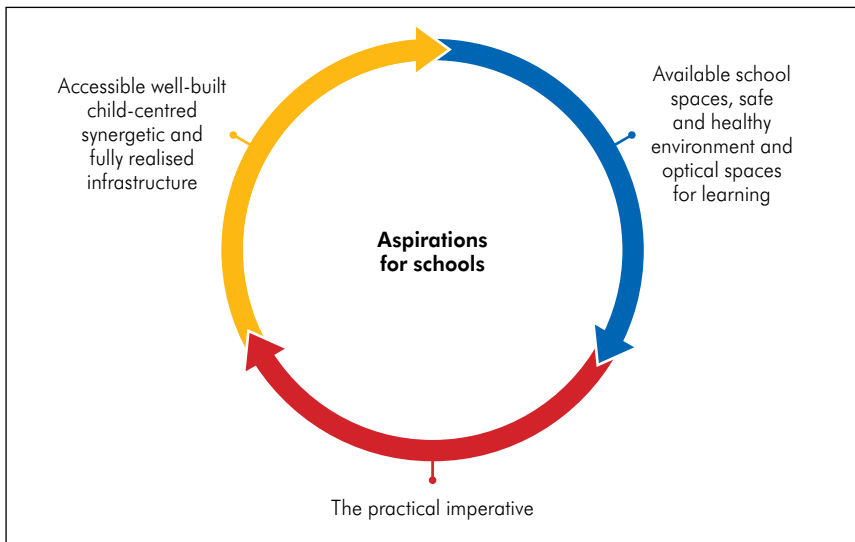 Accessible well-built
child-centred
synergetic and
fully realised
infrastructure
Available school
spaces, safe
and healthy
environment and
optical spaces
for learning
Aspirations
for schools
The practical imperative